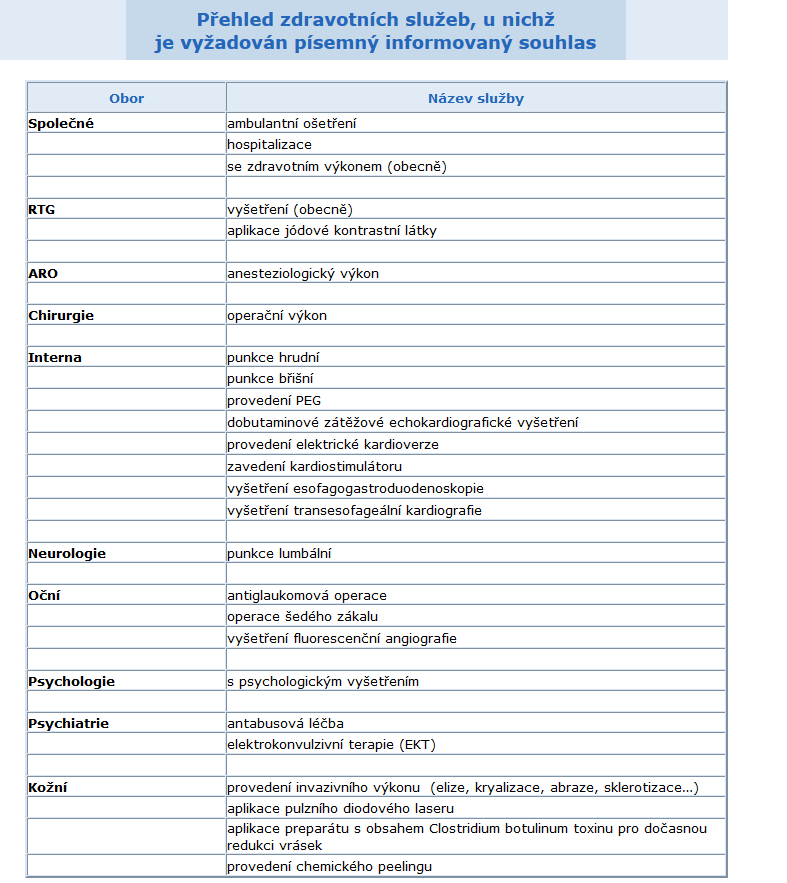 Přehled zdravotních služeb, u nichž
je vyžadován písemný informovaný souhlas
Obor Název služby
Společné ambulantní ošetření
hospitalizace
se zdravotním výkonem (obecně)
RTG vyšetření (obecně)
aplikace jódové kontrastní látky
ARO anesteziologický výkon
Chirurgie operační výkon
Interna punkce hrudní
punkce břišní
provedení PEG
dobutaminové zátěžové echokardiografické vyšetření
provedení elektrické kardioverze
zavedení kardiostimulátoru
vyšetření esofagogastroduodenoskopie
vyšetření transesofageální kardiografie
Neurologie punkce lumbální
Oční antiglaukomová operace
operace šedého zákalu
vyšetření fluorescenční angiografie
Psychologie s psychologickým vyšetřením
Psychiatrie antabusová léčba
elektrokonvulzivní terapie (EKT)
Kožní provedení invazivního výkonu (elize, kryalizace, abraze, sklerotizace...)
aplikace pulzního diodového laseru
aplikace preparátu s obsahem Clostridium botulinum toxinu pro dočasnou
redukci vrásek
provedení chemického peelingu